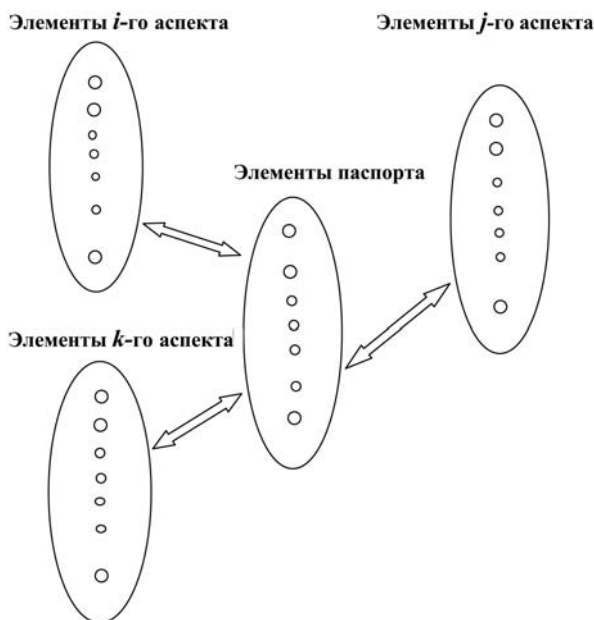 Элементы i-го аспекта
Элементы j-го аспекта
Элементы паспорта
Элементы k-го аспекта